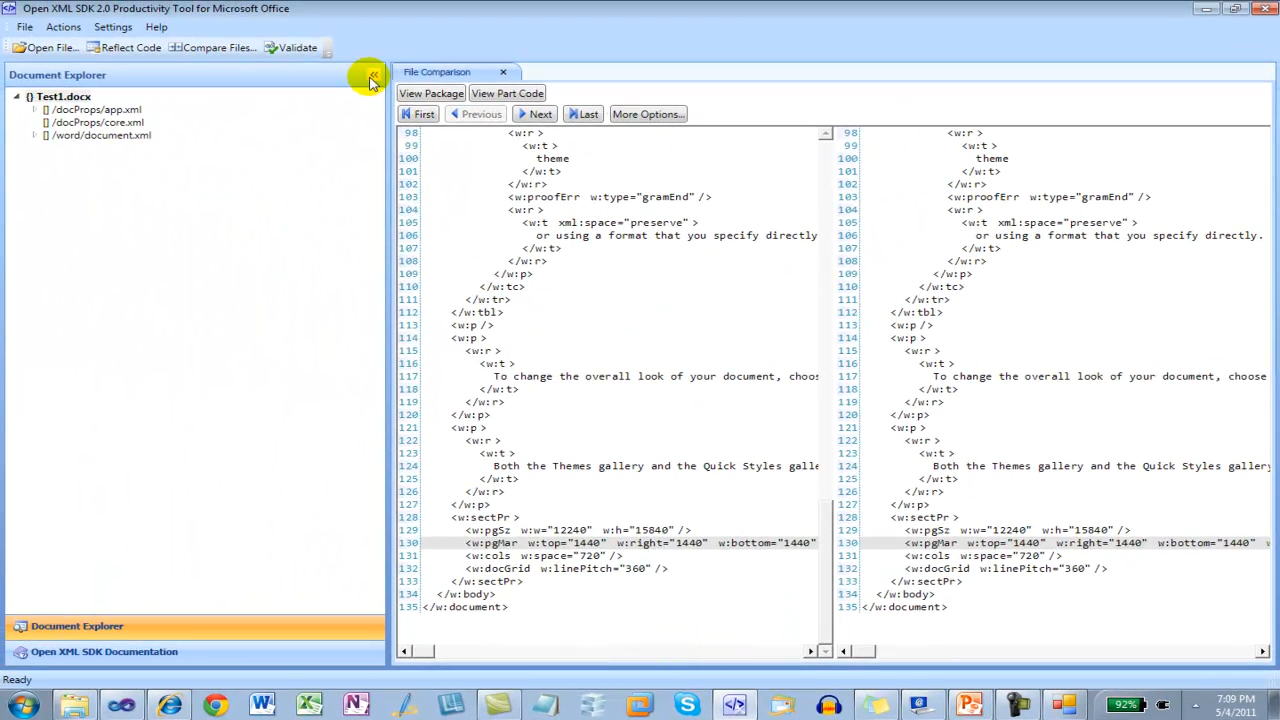 Open XML SDK 2.0 Productivity Tool for Microsoft Office
File Actions Settings Help
Open File... Reflect Code Compare Files... Validate
Document Explorer
{} Test1.docx
[] /docProps/app.xml
[] /docProps/core.xml
[] /word/document.xml
Document Explorer
Open XML SDK Documentation
File Comparison
View Package View Part Code
First Previous Next Last More Options...
98 <w:r >
99 <w:t >
100 theme
101 </w:t>
102 </w:r>
103 <w:proofErr w:type="gramEnd" />
104 <w:r >
105 <w:t xml:space="preserve" >
106 or using a format that you specify directly
107 </w:t>
108 </w:r>
109 </w:p>
110 </w:tc>
111 </w:tr>
112 </w:tbl>
113 <w:p />
114 <w:p >
115 <w:r >
116 <w:t >
117 To change the overall look of your document, choos
118 </w:t>
119 </w:r>
120 </w:p>
121 <w:p >
122 <w:r >
123 <w:t >
124 Both the Themes gallery and the Quick Styles galle
125 </w:t>
126 </w:r>
127 </w:p>
128 <w:sectPr >
129 <w:pgSz w:w="12240" w:h="15840" />
130 <w:pgMar w:top="1440" w:right="1440" w:bottom="1440"
131 <w:cols w:space="720" />
132 <w:docGrid w:linePitch="360" />
133 </w:sectPr>
134 </w:body>
135 </w:document>
98 <w:r >
99 <w:t >
100 theme
101 </w:t>
102 </w:r>
103 <w:proofErr w:type="gramEnd" />
104 <w:r >
105 <w:t xml:space="preserve" >
106 or using a format that you specify directly.
107 </w:t>
108 </w:r>
109 </w:p>
110 </w:tc>
111 </w:tr>
112 </w:tbl>
113 <w:p />
114 <w:p >
115 <w:r >
116 <w:t >
117 To change the overall look of your document, choose
118 </w:t>
119 </w:r>
120 </w:p>
121 <w:p >
122 <w:r >
123 <w:t >
124 Both the Themes gallery and the Quick Styles gallery
125 </w:t>
126 </w:r>
127 </w:p>
128 <w:sectPr >
129 <w:pgSz w:w="12240" w:h="15840" />
130 <w:pgMar w:top="1440" w:right="1440" w:bottom="1440"
131 <w:cols w:space="720" />
132 <w:docGrid w:linePitch="360" />
133 </w:sectPr>
134 </w:body>
135 </w:document>
Ready
92%
7:09 PM
5/4/2011